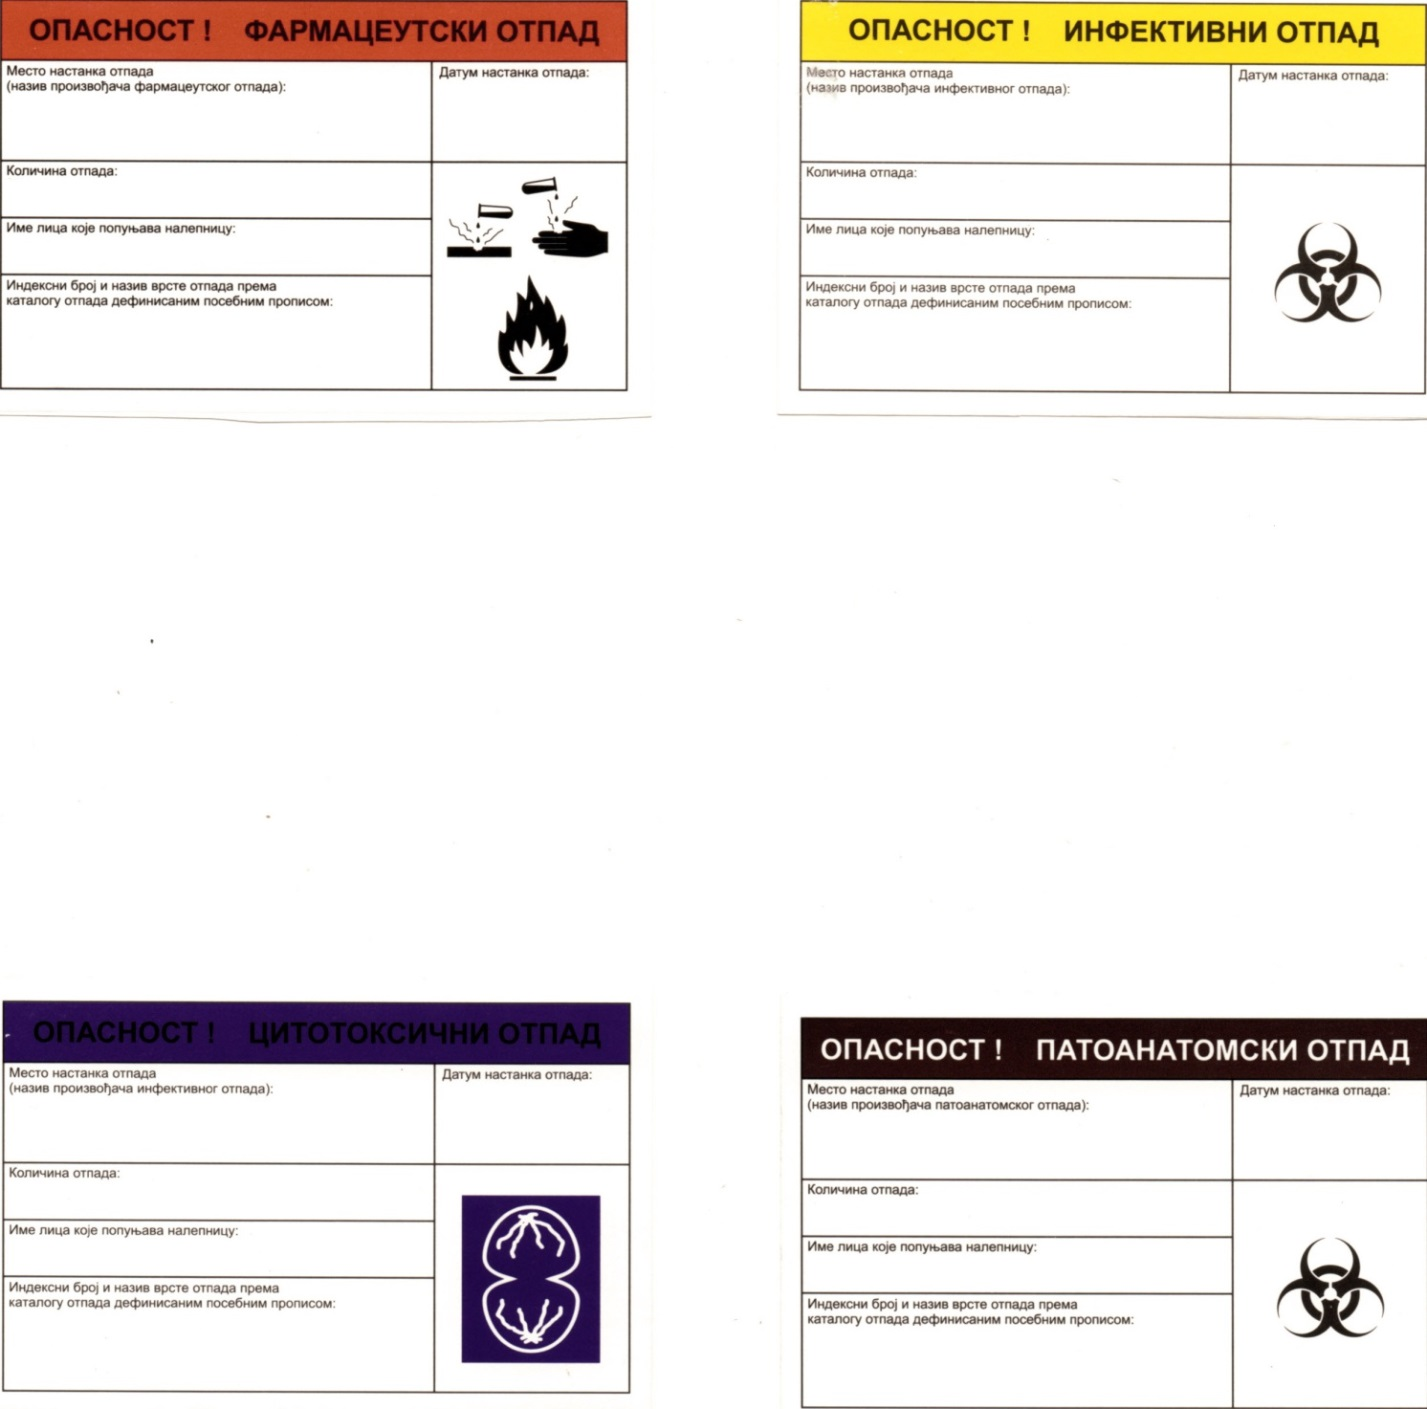 ОПАСНОСТ ! ФАРМАЦЕУТСКИ ОТПАД
Место настанка отпада
(назив произвођача фармацеутског отпада):
Датум настанка отпада:
Количина отпада:
Име лица које попуњава налепницу:
Индексни број и назив врсте отпада према
каталогу отпада дефинисаним посебним прописом:
ОПАСНОСТ ! ИНФЕКТИВНИ ОТПАД
Место настанка отпада
(назив произвођача инфективног отпада):
Датум настанка отпада:
Количина отпада:
Име лица које попуњава налепницу:
Индексни број и назив врсте отпада према
каталогу отпада дефинисаним посебним прописом:
ОПАСНОСТ ! ЦИТОТОКСИЧНИ ОТПАД
Место настанка отпада
(назив произвођача инфективног отпада):
Датум настанка отпада:
Количина отпада:
Име лица које попуњава налепницу:
Индексни број и назив врсте отпада према
каталогу отпада дефинисаним посебним прописом:
ОПАСНОСТ ! ПАТОАНАТОМСКИ ОТПАД
Место настанка отпада
(назив произвођача патоанатомског отпада):
Датум настанка отпада:
Количина отпада:
Име лица које попуњава налепницу:
Индексни број и назив врсте отпада према
каталогу отпада дефинисаним посебним прописом: